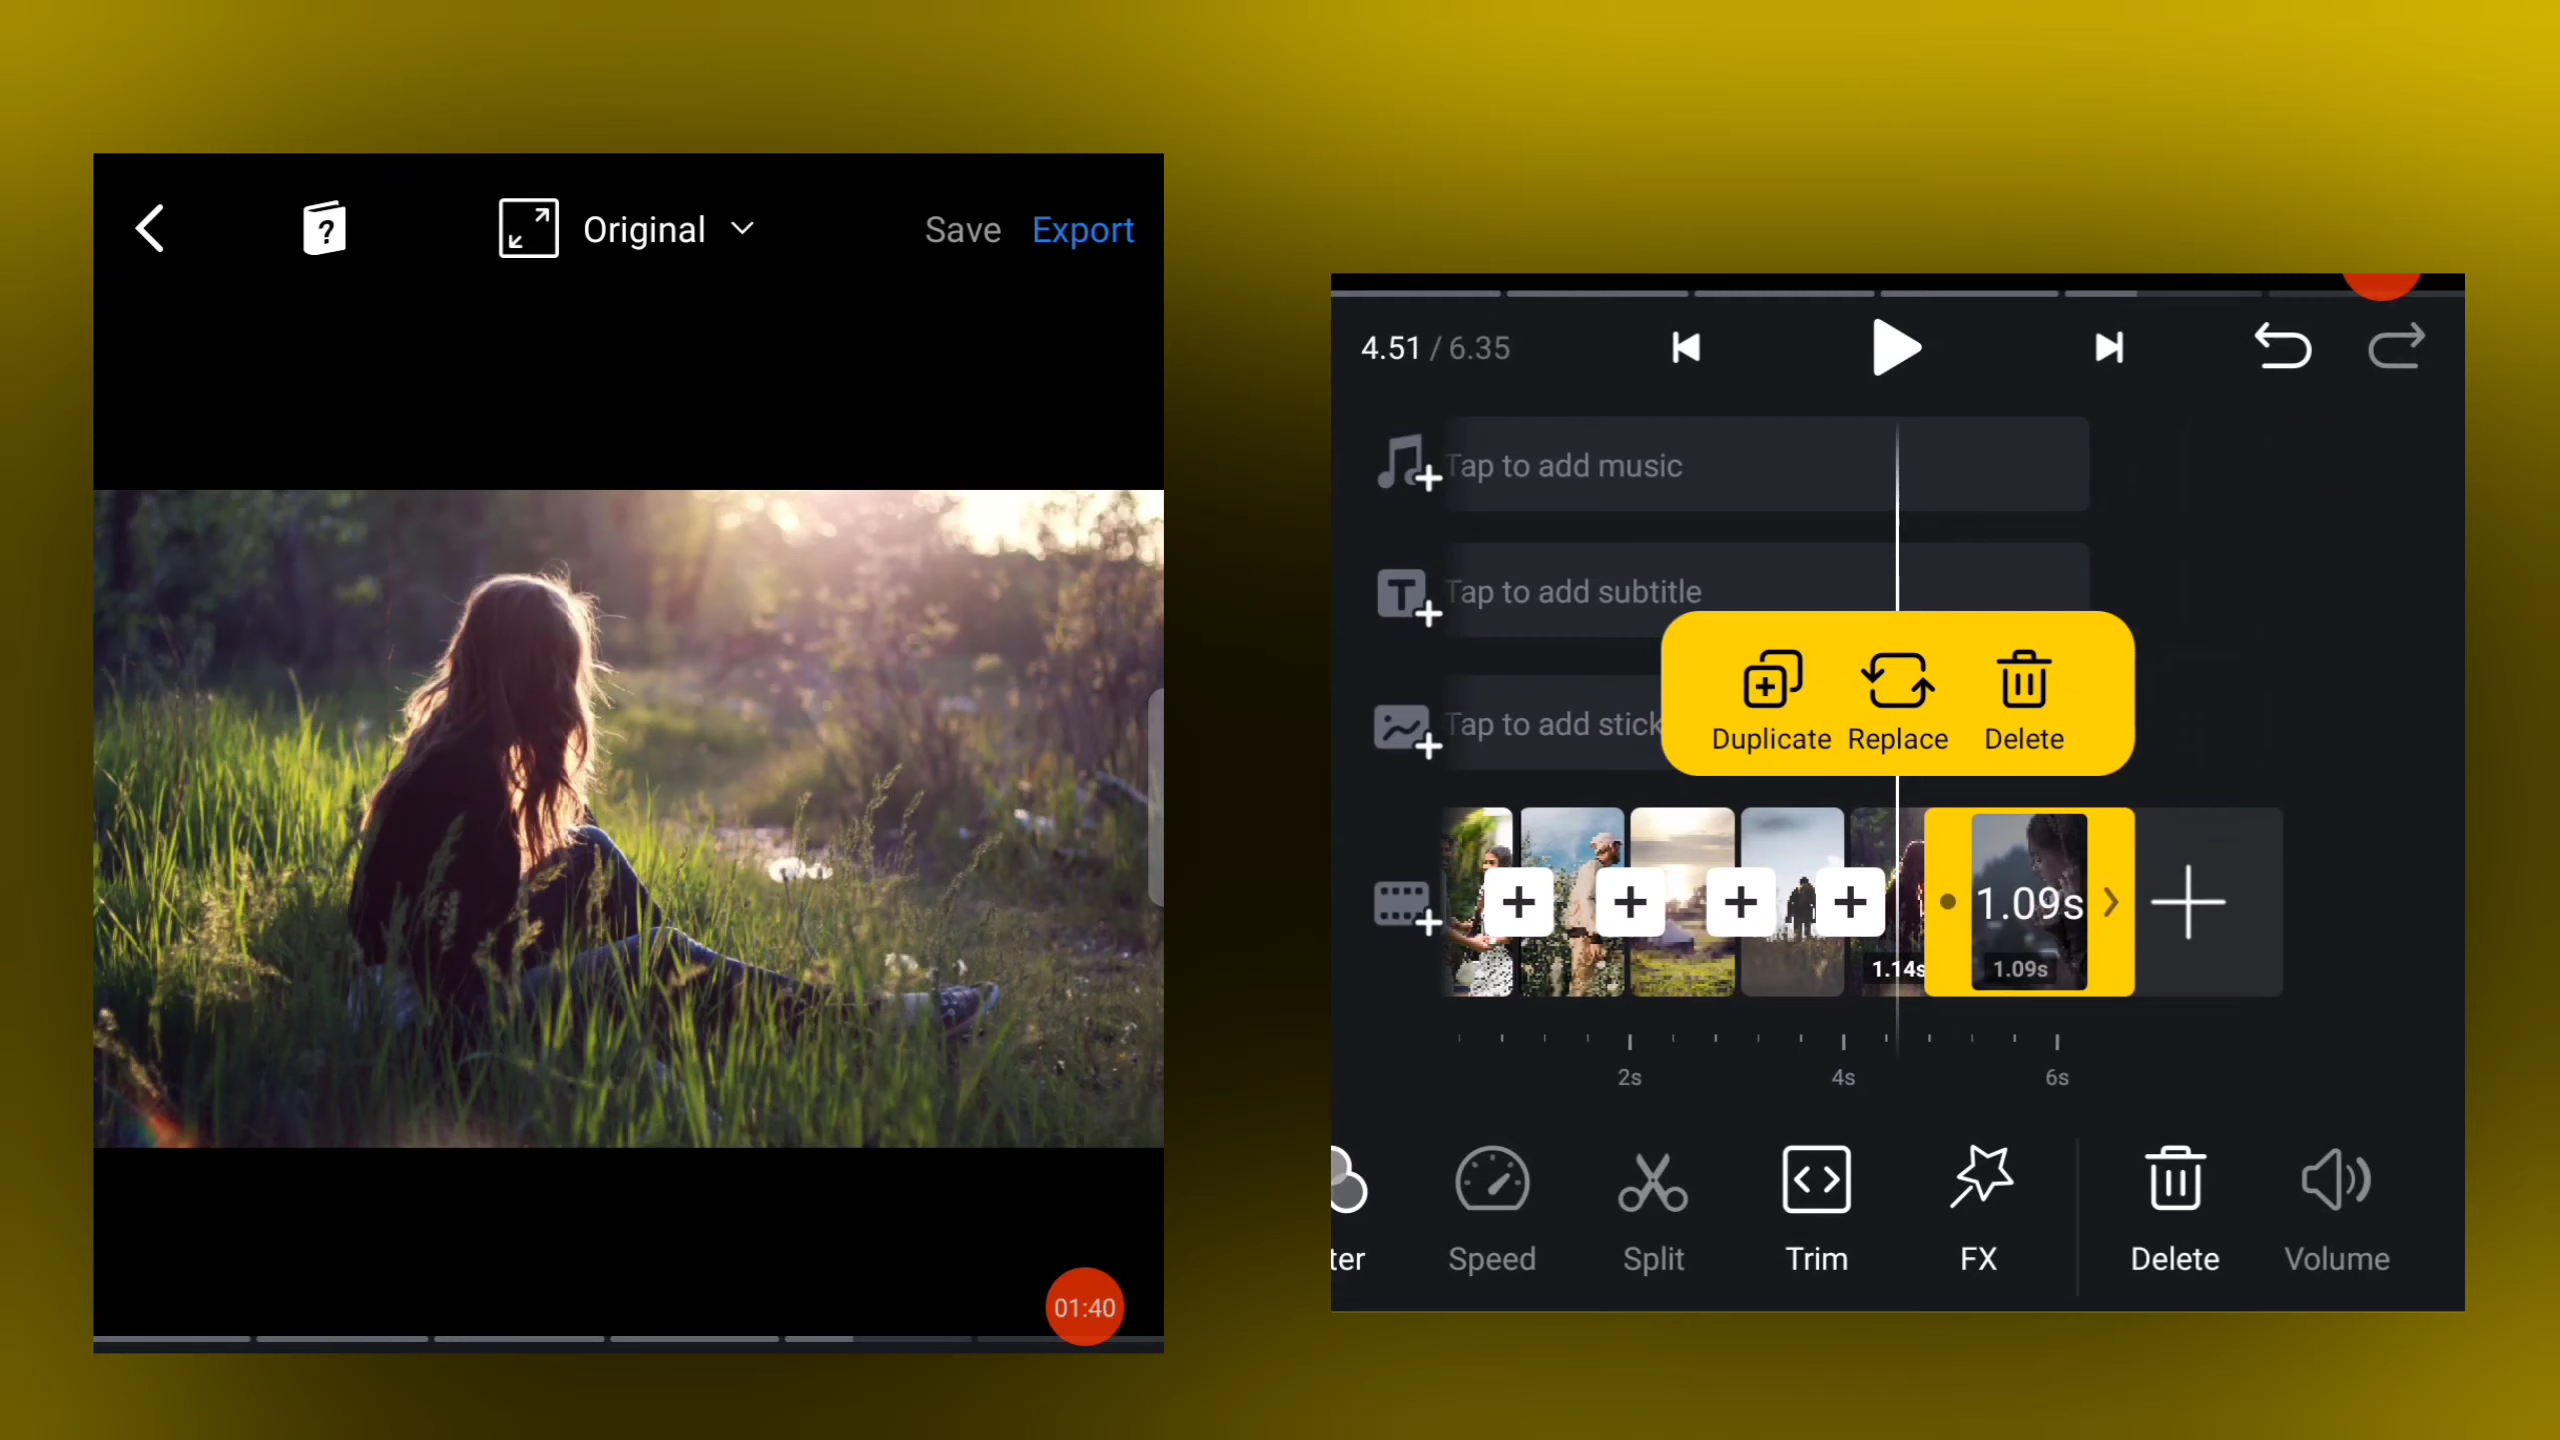 Original
Save Export
01:40
4.51 / 6.35
Tap to add music
Tap to add subtitle
Tap to add stick
Duplicate Replace Delete
1.09s
1.14s
1.09s
2s 4s 6s
ter Speed Split Trim FX Delete Volume